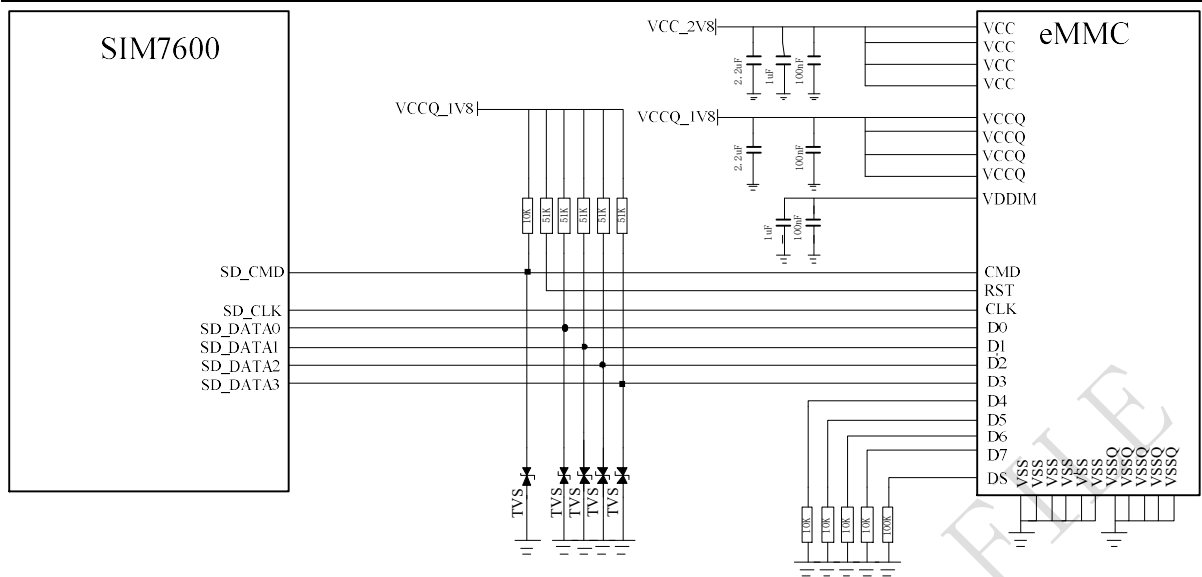 SIM7600
SD_CMD
SD_CLK
SD_DATA0
SD_DATA1
SD_DATA2
SD_DATA3
VCCQ_1V8
10K
51K
51K
51K
51K
51K
TVS
TVS
TVS
TVS
TVS
VCC_2V8
2.2uF
1uF
100nF
VCCQ_1V8
2.2uF
100nF
1uF
100nF
10K
10K
10K
10K
100K
eMMC
VCC
VCC
VCC
VCC
VCCQ
VCCQ
VCCQ
VCCQ
VDDIM
CMD
RST
CLK
D0
D1
D2
D3
D4
D5
D6
D7
DS
VSS
VSS
VSS
VSS
VSS
VSS
VSSQ
VSSQ
VSSQ
VSSQ
VSSQ
FILE